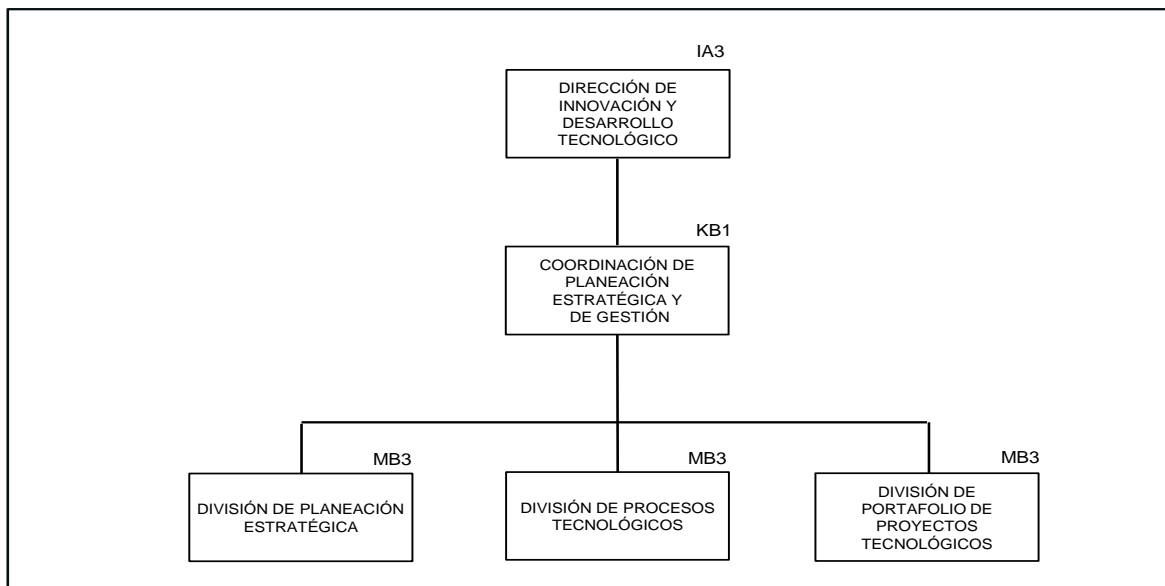 IA3
DIRECCIÓN DE
INNOVACIÓN Y
DESARROLLO
TECNOLÓGICO
KB1
COORDINACIÓN DE
PLANEACIÓN
ESTRATÉGICA Y
DE GESTIÓN
MB3
DIVISIÓN DE PLANEACIÓN
ESTRATÉGICA
MB3
DIVISIÓN DE PROCESOS
TECNOLÓGICOS
MB3
DIVISIÓN DE
PORTAFOLIO DE
PROYECTOS
TECNOLÓGICOS